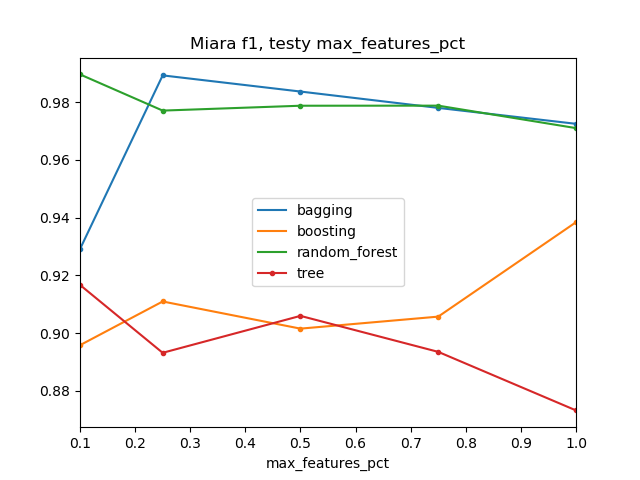 Miara f1, testy max_features_pct
0.98
0.96
0.94
0.92
0.90
0.88
bagging
boosting
random_forest
tree
0.1 0.2 0.3 0.4 0.5 0.6 0.7 0.8 0.9 1.0
max_features_pct